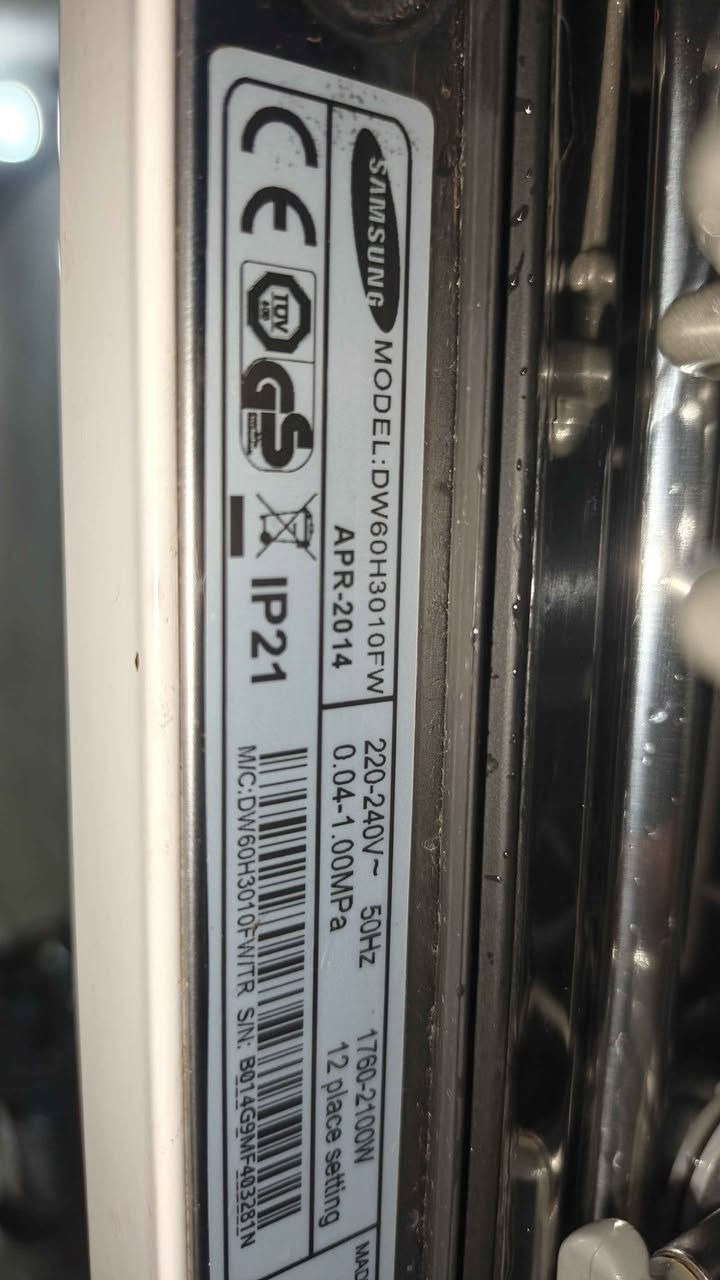 SAMSUNG MODEL:DW60H3010FW
APR-2014
220-240V~ 50Hz 1760-2100W
0.04-1.00MPa 12 place setting
CE
TÜV
GS
IP21
M/C:DW60H3010FW/TR S/N: B014G9MF403281N